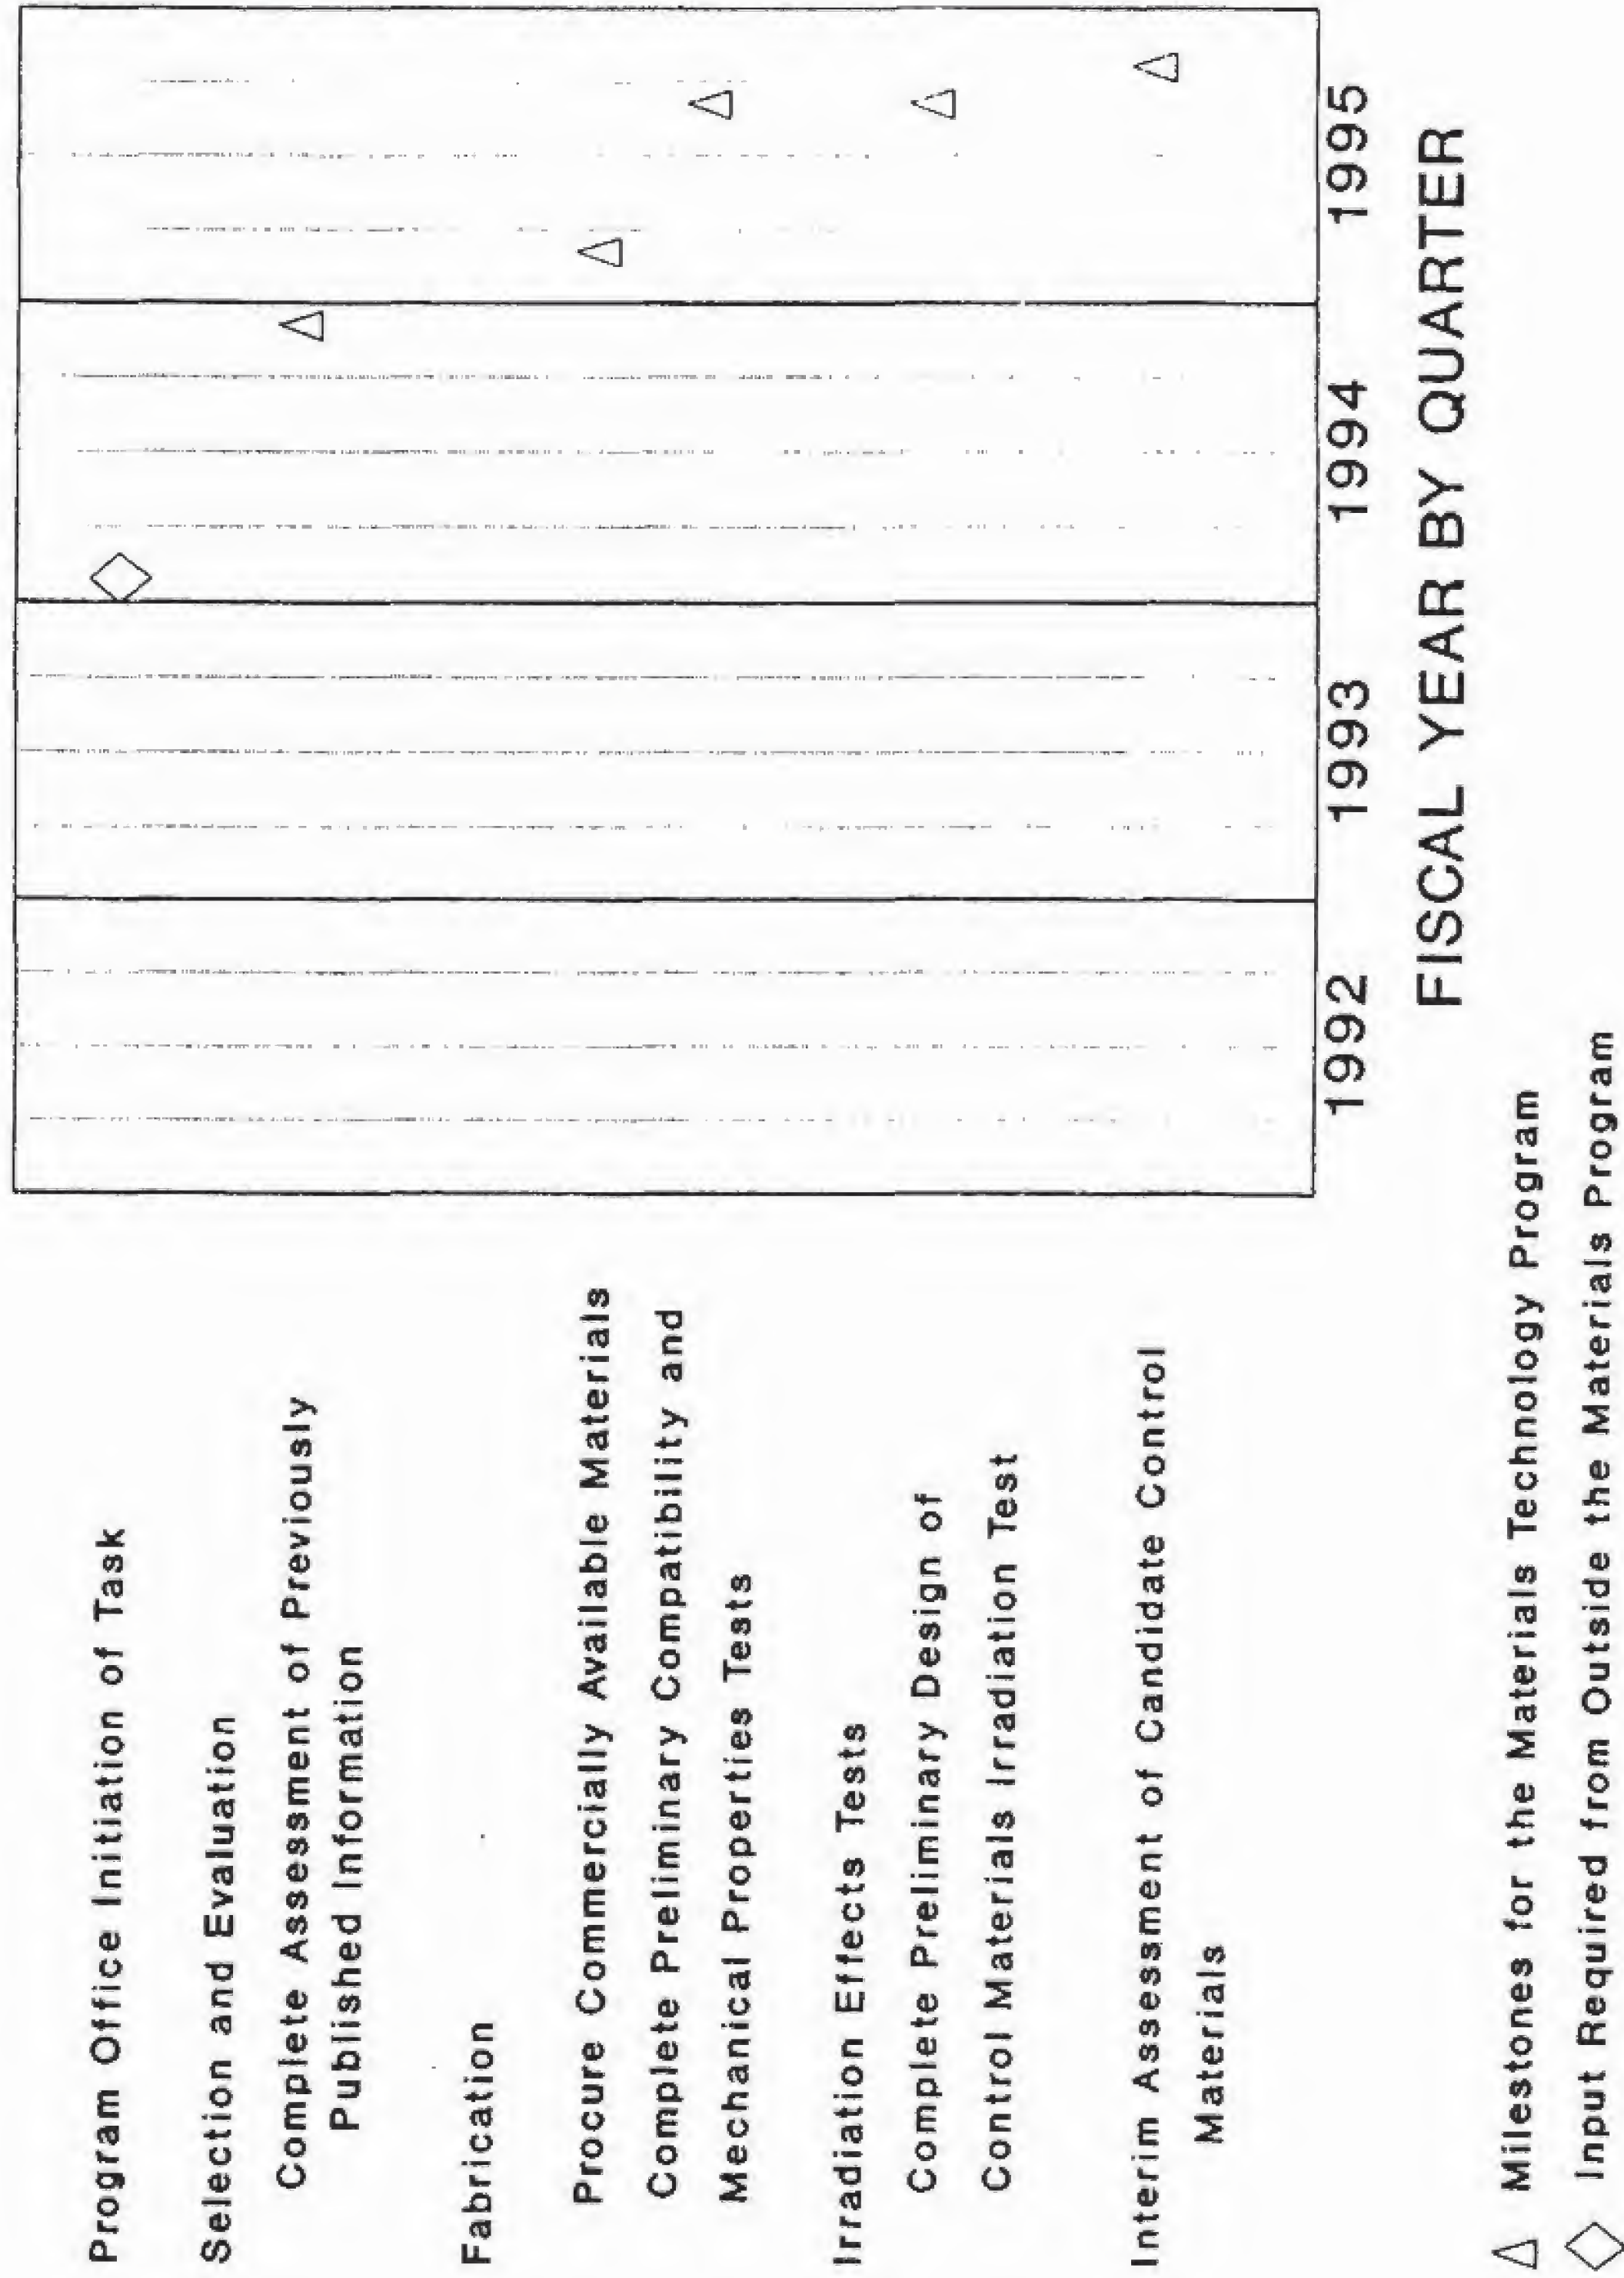 Program Office Initiation of Task
Selection and Evaluation
Complete Assessment of Previously
Published Information
Fabrication
Procure Commercially Available Materials
Complete Preliminary Compatibility and
Mechanical Properties Tests
Irradiation Effects Tests
Complete Preliminary Design of
Control Materials Irradiation Test
Interim Assessment of Candidate Control
Materials
1992 1993 1994 1995
FISCAL YEAR BY QUARTER
Milestones for the Materials Technology Program
Input Required from Outside the Materials Program